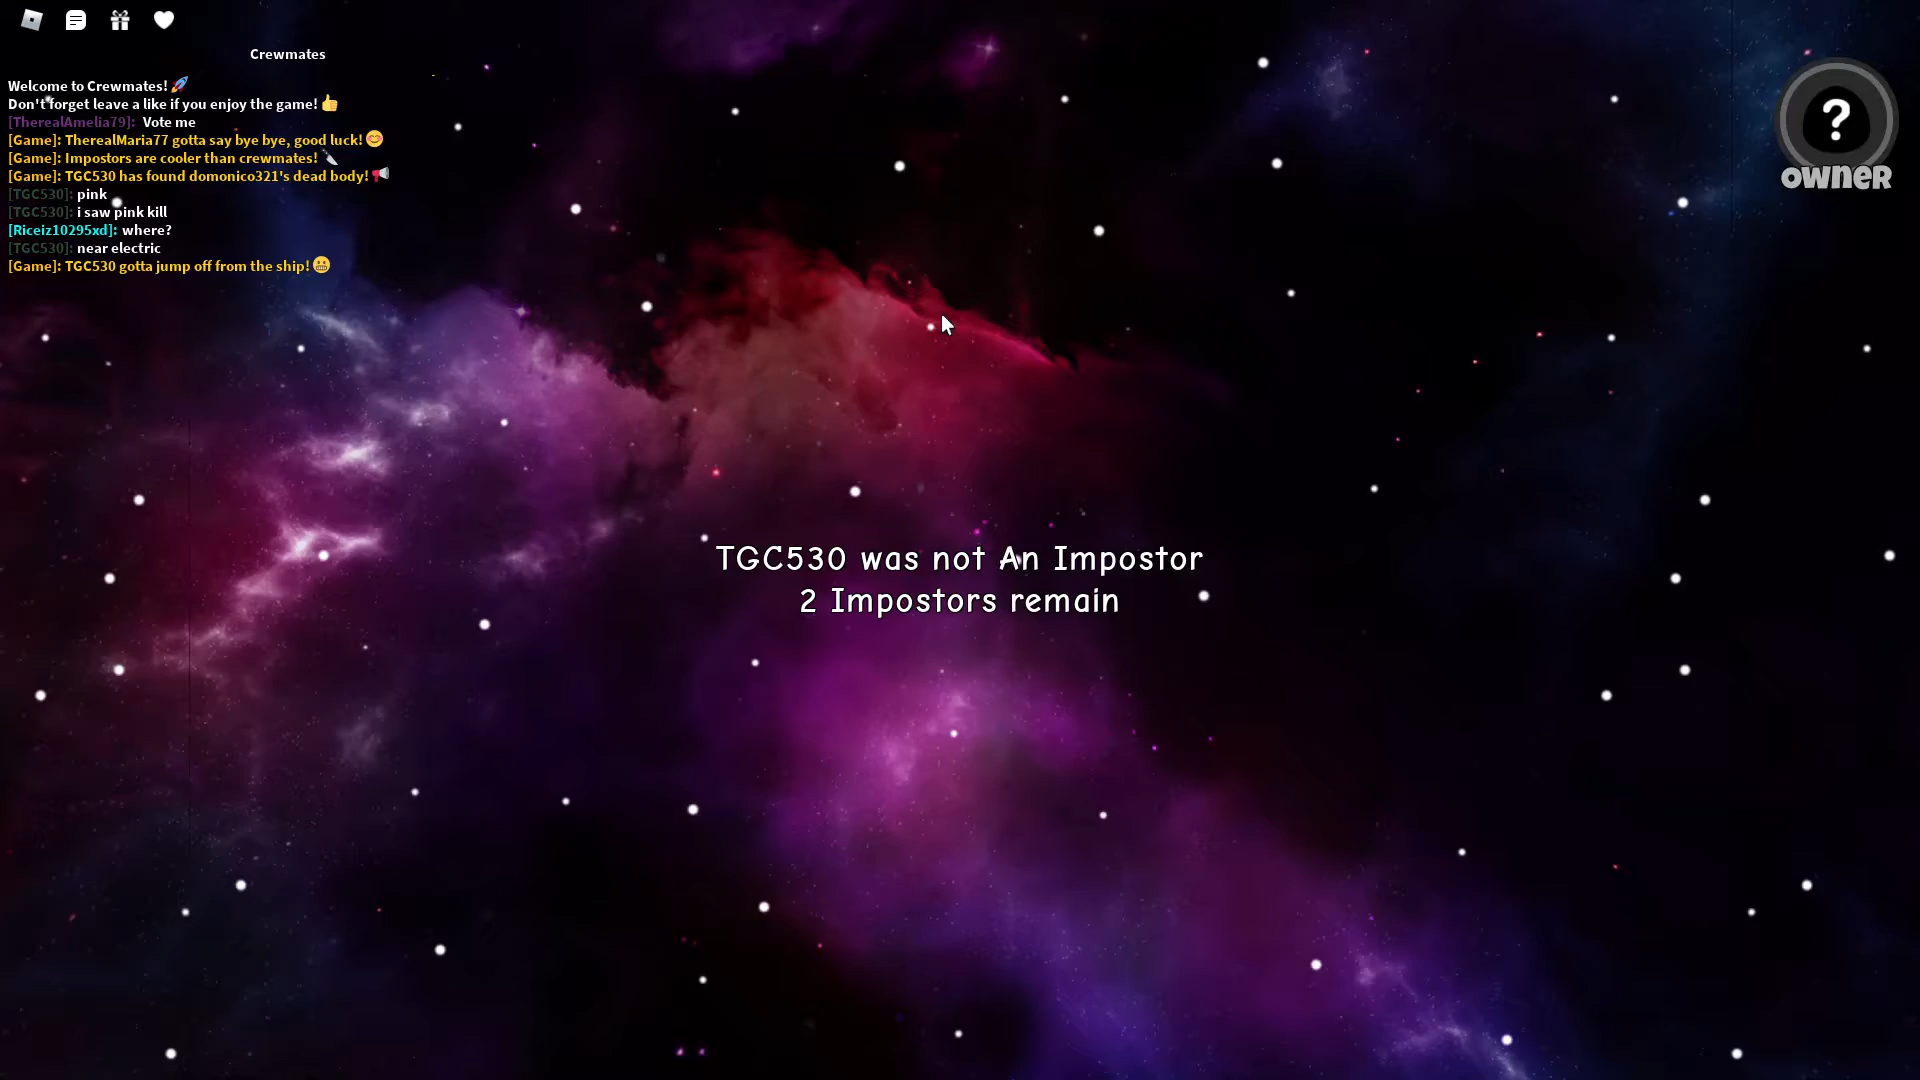 Crewmates
Welcome to Crewmates! 🚀
Don't forget leave a like if you enjoy the game! 👍
[TherealAmelia79]: Vote me
[Game]: TherealMaria77 gotta say bye bye, good luck! 😊
[Game]: Impostors are cooler than crewmates! 🔪
[Game]: TGC530 has found domonico321's dead body! 📢
[TGC530]: pink
[TGC530]: i saw pink kill
[Riceiz10295xd]: where?
[TGC530]: near electric
[Game]: TGC530 gotta jump off from the ship! 😬
?
OWNER
TGC530 was not An Impostor
2 Impostors remain